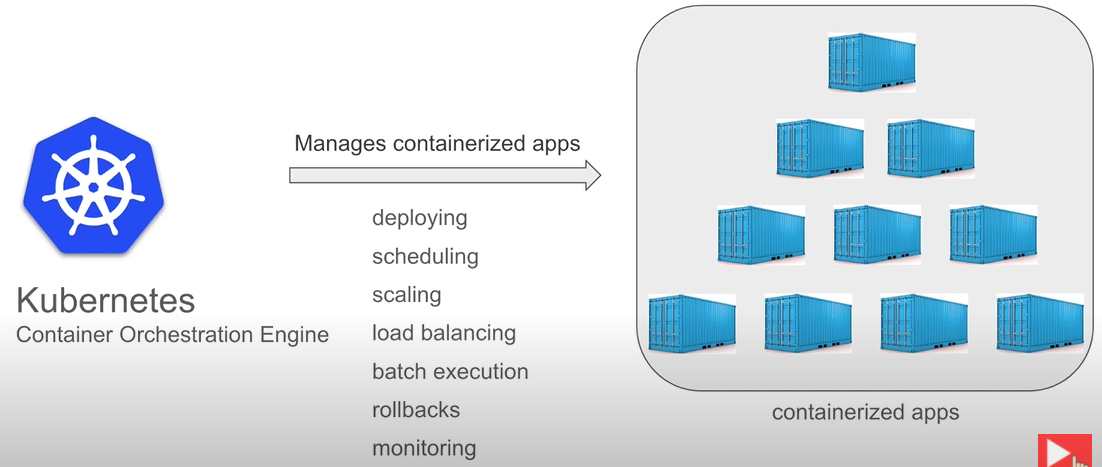 Manages containerized apps
deploying
scheduling
scaling
load balancing
batch execution
rollbacks
monitoring
Kubernetes
Container Orchestration Engine
containerized apps